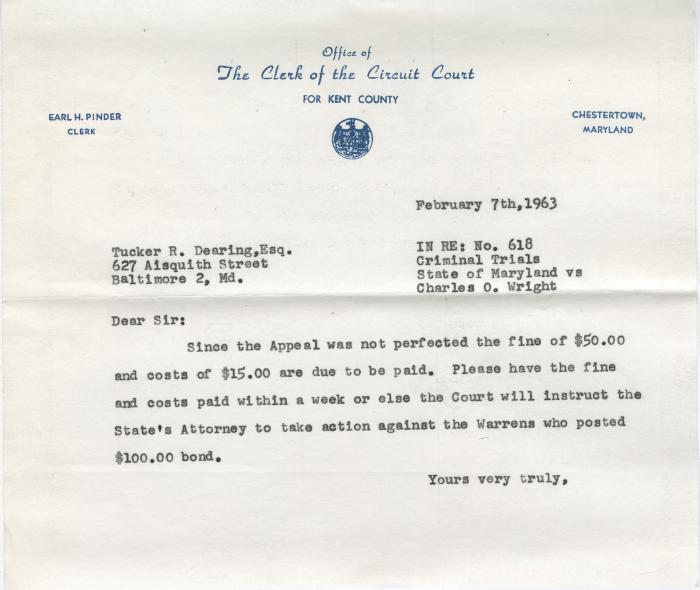 Office of
The Clerk of the Circuit Court
FOR KENT COUNTY
EARL H. PINDER
CLERK
CHESTERTOWN,
MARYLAND
February 7th,1963
Tucker R. Dearing,Esq.
627 Aisquith Street
Baltimore 2, Md.
IN RE: No. 618
Criminal Trials
State of Maryland vs
Charles O. Wright
Dear Sir:
Since the Appeal was not perfected the fine of $50.00
and costs of $15.00 are due to be paid. Please have the fine
and costs paid within a week or else the Court will instruct the
State's Attorney to take action against the Warrens who posted
$100.00 bond.
Yours very truly,